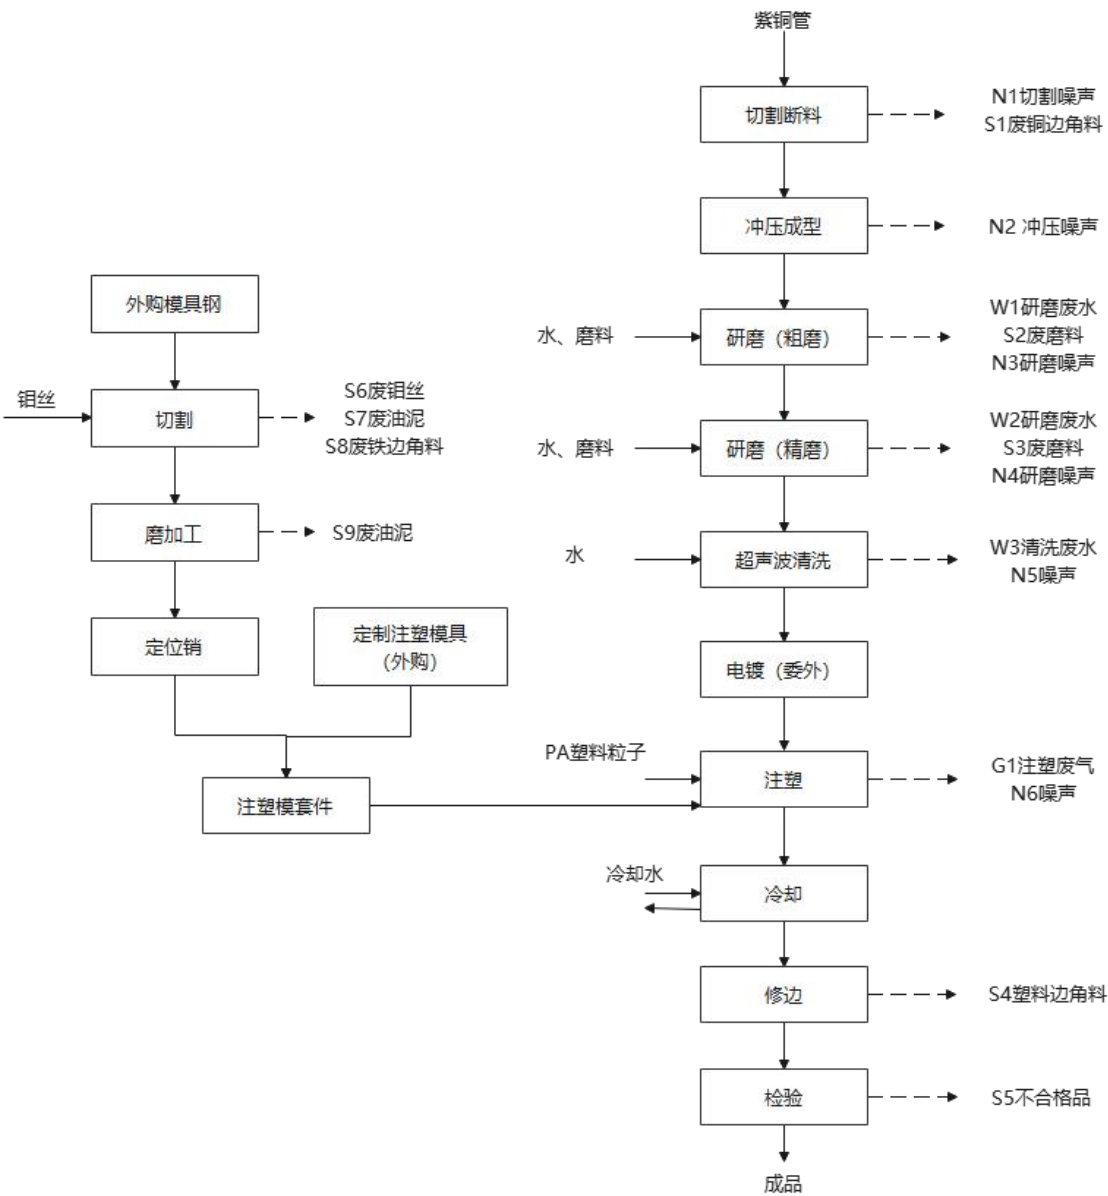 紫铜管
切割断料
N1切割噪声
S1废铜边角料
冲压成型
N2 冲压噪声
外购模具钢
水、磨料
研磨（粗磨）
W1研磨废水
S2废磨料
N3研磨噪声
钼丝
切割
S6废钼丝
S7废油泥
S8废铁边角料
水、磨料
研磨（精磨）
W2研磨废水
S3废磨料
N4研磨噪声
磨加工
S9废油泥
水
超声波清洗
W3清洗废水
N5噪声
定位销
定制注塑模具
（外购）
电镀（委外）
PA塑料粒子
注塑
G1注塑废气
N6噪声
注塑模套件
冷却水
冷却
修边
S4塑料边角料
检验
S5不合格品
成品